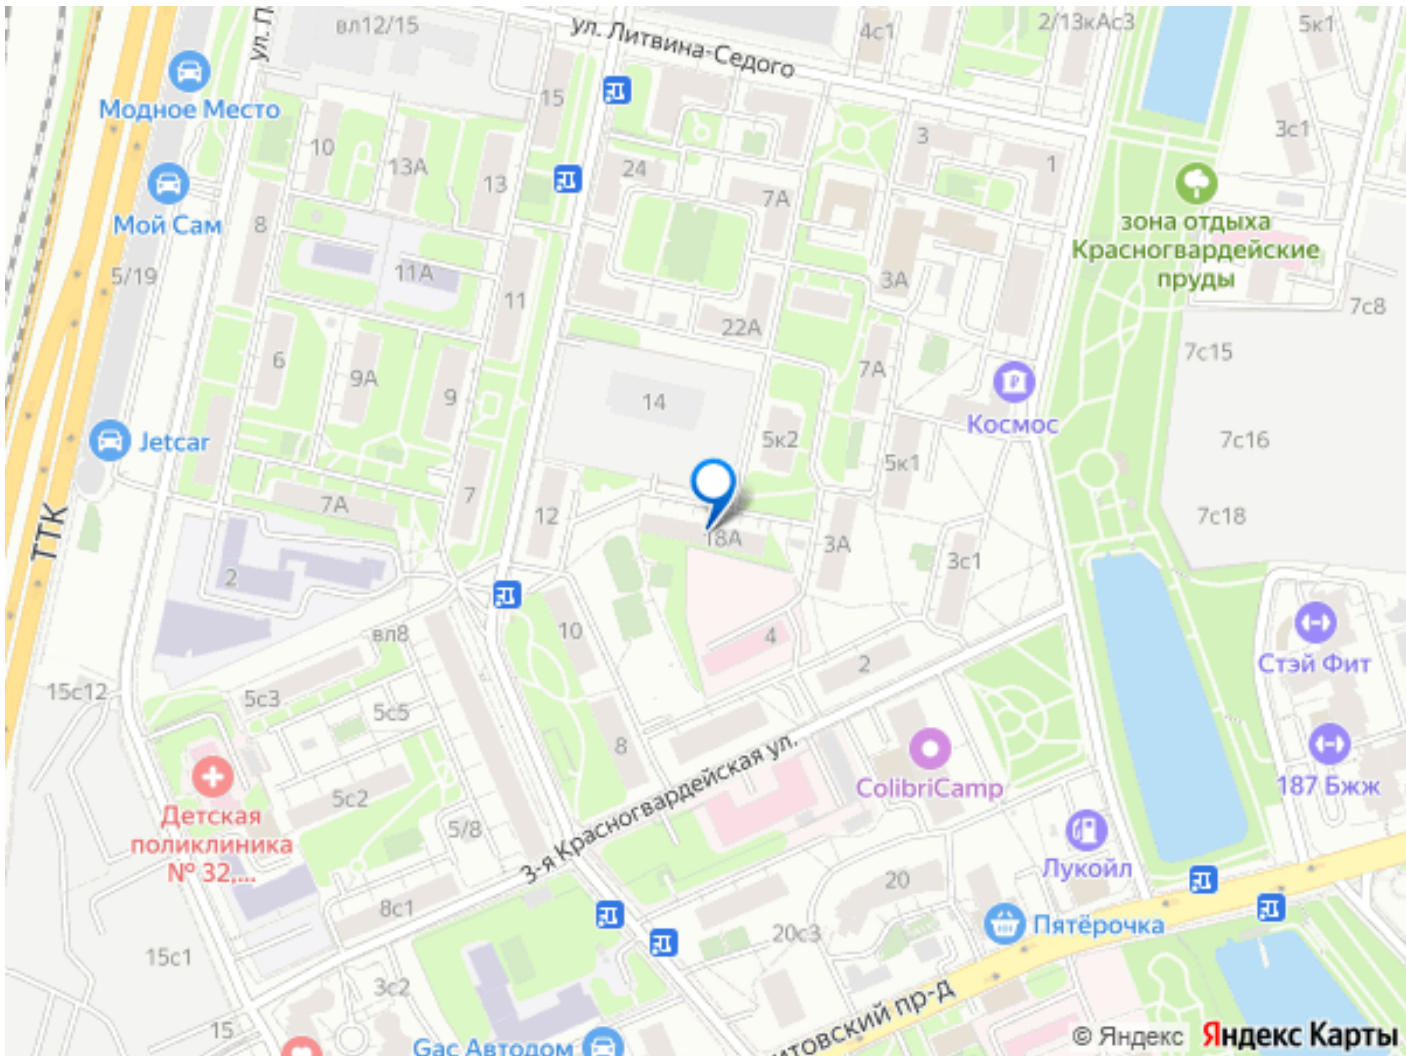 вл12/15
ул. П
ул. Литвина-Седого
4с1
2/13кАс3
5к1
Модное Место
15
10
13А
13
24
3
1
3с1
7А
Мой Сам
8
зона отдыха
Красногвардейские
пруды
5/19
11А
11
3А
7с8
22А
7с15
6
9А
9
7А
14
Космос
Jetcar
5к2
5к1
7с16
7А
7
12
7с18
ТТК
18А
3А
3с1
2
10
4
2
вл8
Стэй Фит
15с12
5с3
5с5
8
187 Бжж
ColibriCamp
5с2
3-я Красногвардейская ул.
Детская
поликлиника
№ 32,...
5/8
Лукойл
20
8с1
20с3
Пятёрочка
15с1
3с2
итовский пр-д
15
Gac Автодом
© Яндекс Яндекс Карты